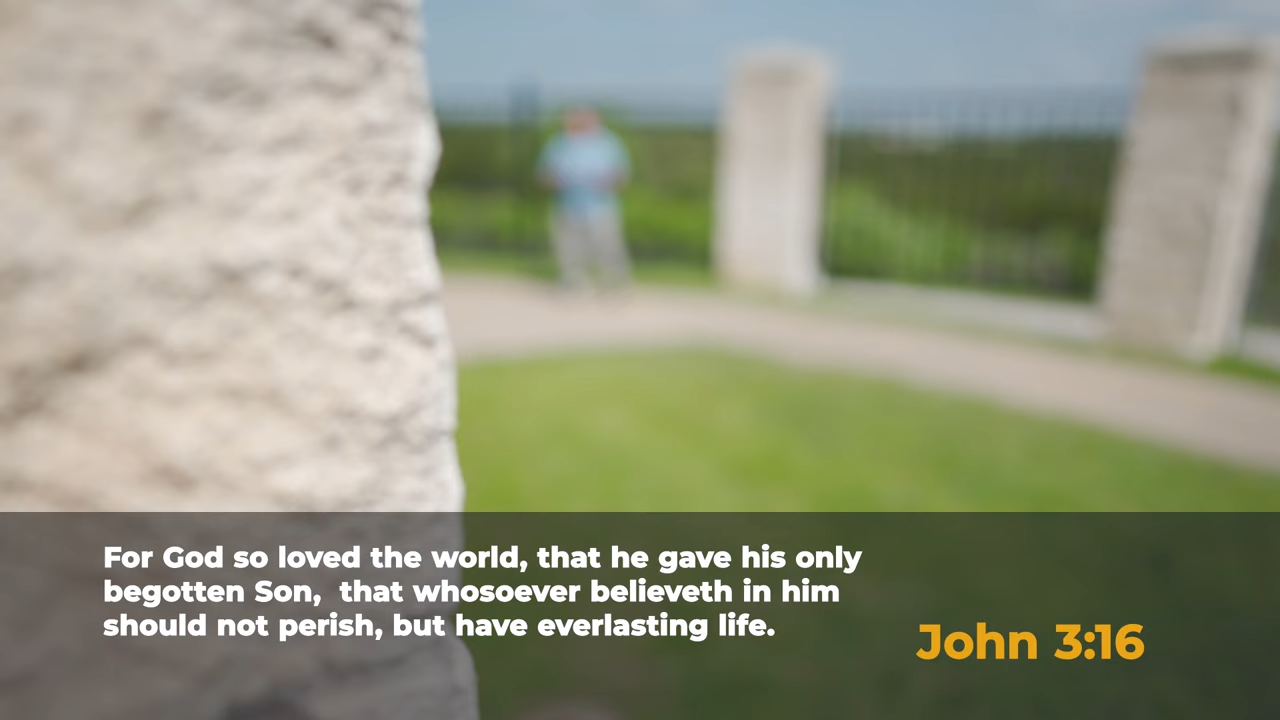 For God so loved the world, that he gave his only
begotten Son,  that whosoever believeth in him
should not perish, but have everlasting life.
John 3:16